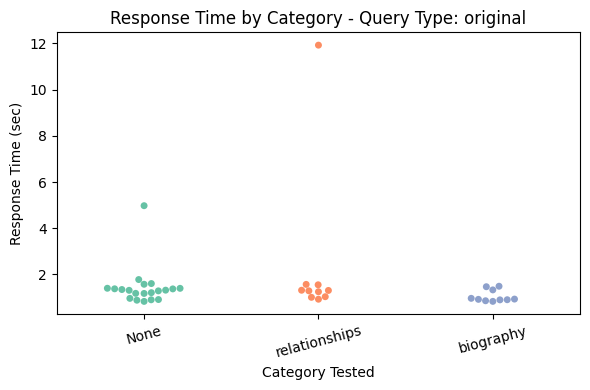 Response Time by Category - Query Type: original
12
10
8
6
4
2
Response Time (sec)
None
relationships
biography
Category Tested